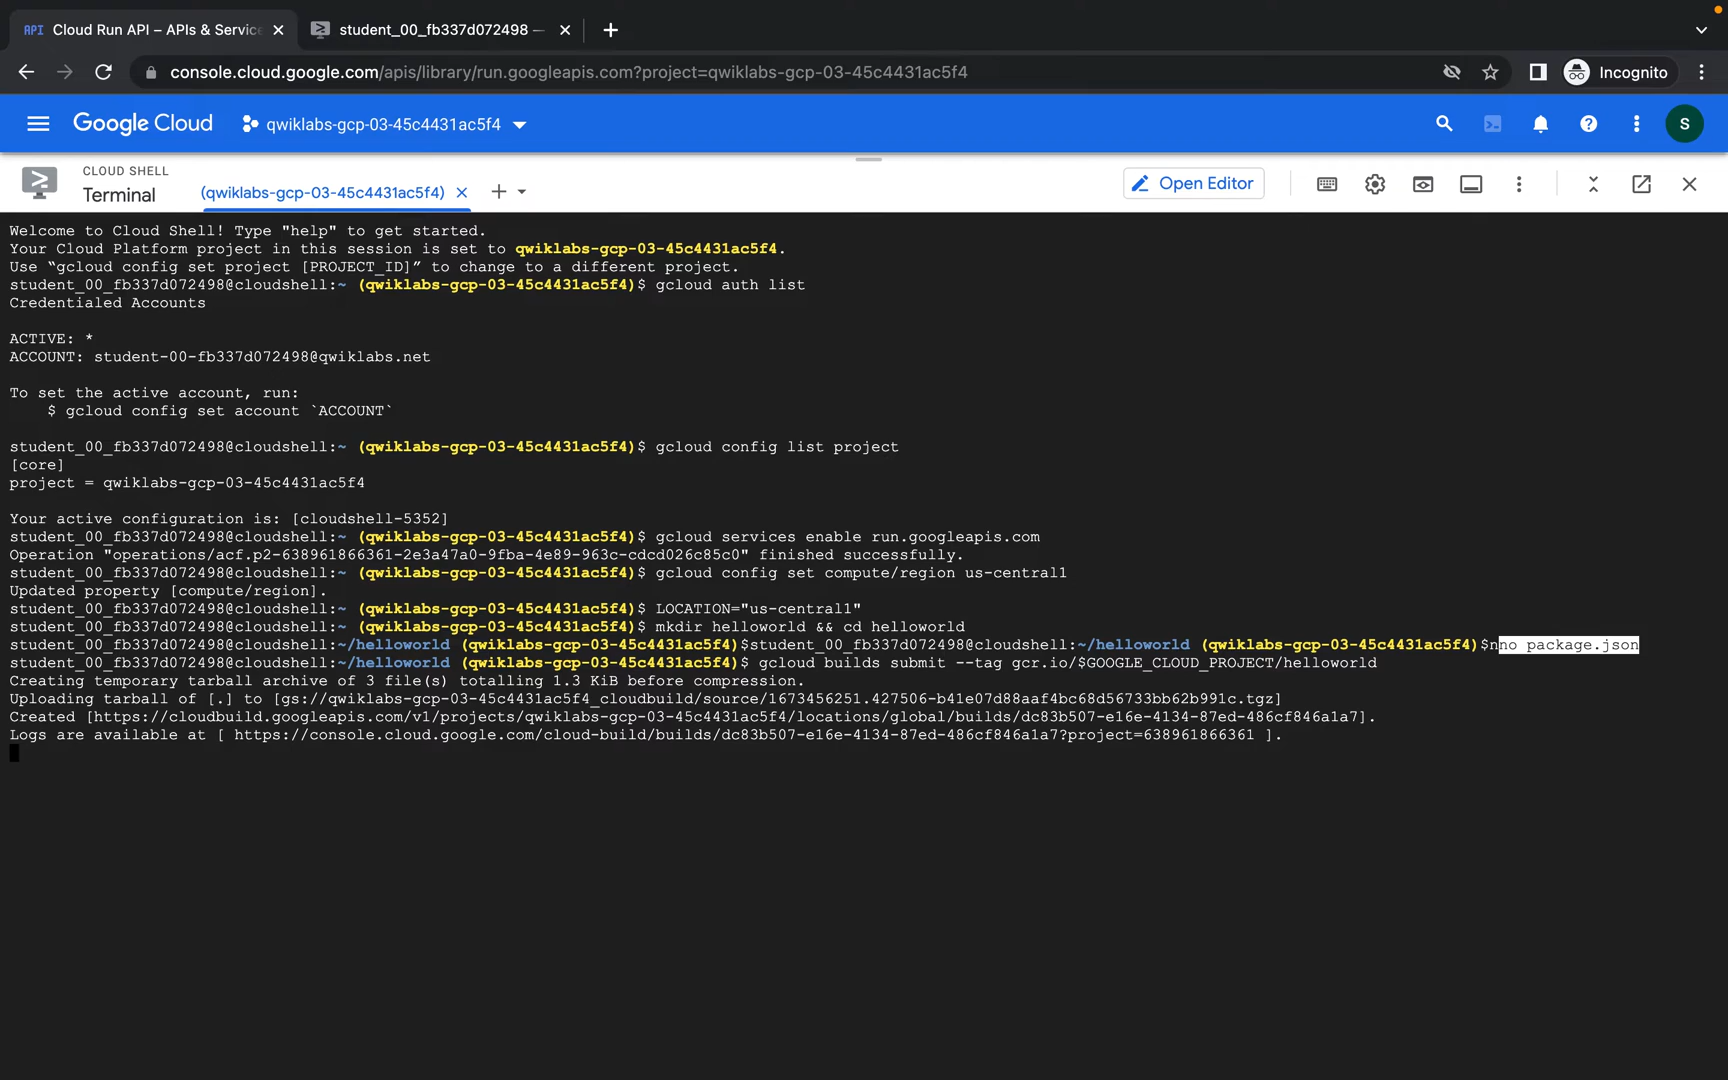 API Cloud Run API – APIs & Service
student_00_fb337d072498 —
console.cloud.google.com/apis/library/run.googleapis.com?project=qwiklabs-gcp-03-45c4431ac5f4
Incognito
Google Cloud
qwiklabs-gcp-03-45c4431ac5f4
S
CLOUD SHELL
Terminal
(qwiklabs-gcp-03-45c4431ac5f4)
Open Editor
Welcome to Cloud Shell! Type "help" to get started.
Your Cloud Platform project in this session is set to qwiklabs-gcp-03-45c4431ac5f4.
Use “gcloud config set project [PROJECT_ID]” to change to a different project.
student_00_fb337d072498@cloudshell:~ (qwiklabs-gcp-03-45c4431ac5f4)$ gcloud auth list
Credentialed Accounts
ACTIVE: *
ACCOUNT: student-00-fb337d072498@qwiklabs.net
To set the active account, run:
$ gcloud config set account `ACCOUNT`
student_00_fb337d072498@cloudshell:~ (qwiklabs-gcp-03-45c4431ac5f4)$ gcloud config list project
[core]
project = qwiklabs-gcp-03-45c4431ac5f4
Your active configuration is: [cloudshell-5352]
student_00_fb337d072498@cloudshell:~ (qwiklabs-gcp-03-45c4431ac5f4)$ gcloud services enable run.googleapis.com
Operation "operations/acf.p2-638961866361-2e3a47a0-9fba-4e89-963c-cdcd026c85c0" finished successfully.
student_00_fb337d072498@cloudshell:~ (qwiklabs-gcp-03-45c4431ac5f4)$ gcloud config set compute/region us-central1
Updated property [compute/region].
student_00_fb337d072498@cloudshell:~ (qwiklabs-gcp-03-45c4431ac5f4)$ LOCATION="us-central1"
student_00_fb337d072498@cloudshell:~ (qwiklabs-gcp-03-45c4431ac5f4)$ mkdir helloworld && cd helloworld
student_00_fb337d072498@cloudshell:~/helloworld (qwiklabs-gcp-03-45c4431ac5f4)$student_00_fb337d072498@cloudshell:~/helloworld (qwiklabs-gcp-03-45c4431ac5f4)$nno package.json
student_00_fb337d072498@cloudshell:~/helloworld (qwiklabs-gcp-03-45c4431ac5f4)$ gcloud builds submit --tag gcr.io/$GOOGLE_CLOUD_PROJECT/helloworld
Creating temporary tarball archive of 3 file(s) totalling 1.3 KiB before compression.
Uploading tarball of [.] to [gs://qwiklabs-gcp-03-45c4431ac5f4_cloudbuild/source/1673456251.427506-b41e07d88aaf4bc68d56733bb62b991c.tgz]
Created [https://cloudbuild.googleapis.com/v1/projects/qwiklabs-gcp-03-45c4431ac5f4/locations/global/builds/dc83b507-e16e-4134-87ed-486cf846a1a7].
Logs are available at [ https://console.cloud.google.com/cloud-build/builds/dc83b507-e16e-4134-87ed-486cf846a1a7?project=638961866361 ].